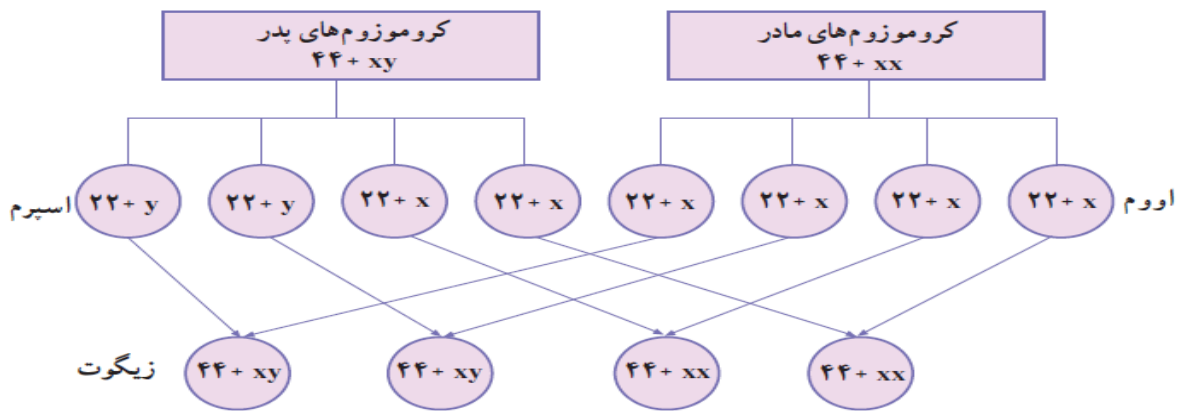 کروموزوم‌های مادر
۴۴+ xx
کروموزوم‌های پدر
۴۴+ xy
اسپرم ۲۲+ y ۲۲+ y ۲۲+ x ۲۲+ x ۲۲+ x ۲۲+ x ۲۲+ x ۲۲+ x اووم
زیگوت ۴۴+ xy ۴۴+ xy ۴۴+ xx ۴۴+ xx